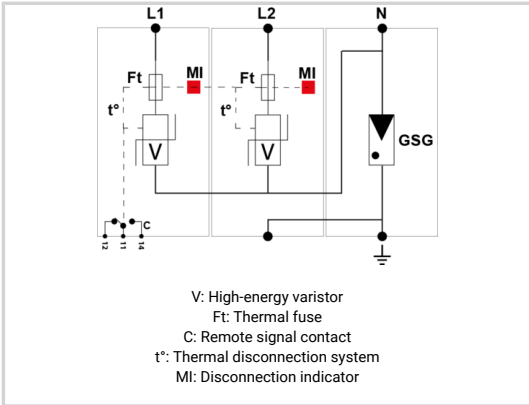 L1 L2 N
Ft MI Ft MI
t° t°
GSG
V V
C
12 11 14
V: High-energy varistor
Ft: Thermal fuse
C: Remote signal contact
t°: Thermal disconnection system
MI: Disconnection indicator